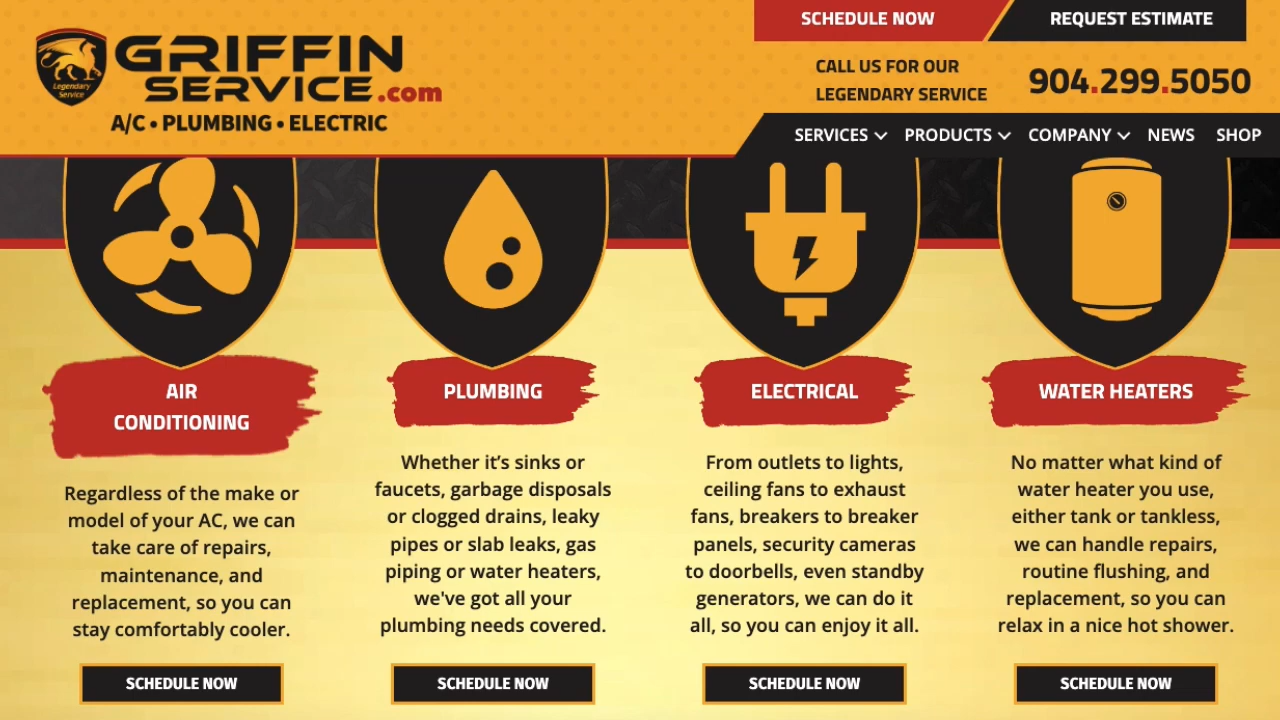 SCHEDULE NOW
REQUEST ESTIMATE
GRIFFIN
SERVICE.com
Legendary
Service
A/C • PLUMBING • ELECTRIC
CALL US FOR OUR
LEGENDARY SERVICE
904.299.5050
SERVICES
PRODUCTS
COMPANY
NEWS
SHOP
AIR
CONDITIONING
Regardless of the make or
model of your AC, we can
take care of repairs,
maintenance, and
replacement, so you can
stay comfortably cooler.
SCHEDULE NOW
PLUMBING
Whether it’s sinks or
faucets, garbage disposals
or clogged drains, leaky
pipes or slab leaks, gas
piping or water heaters,
we've got all your
plumbing needs covered.
SCHEDULE NOW
ELECTRICAL
From outlets to lights,
ceiling fans to exhaust
fans, breakers to breaker
panels, security cameras
to doorbells, even standby
generators, we can do it
all, so you can enjoy it all.
SCHEDULE NOW
WATER HEATERS
No matter what kind of
water heater you use,
either tank or tankless,
we can handle repairs,
routine flushing, and
replacement, so you can
relax in a nice hot shower.
SCHEDULE NOW